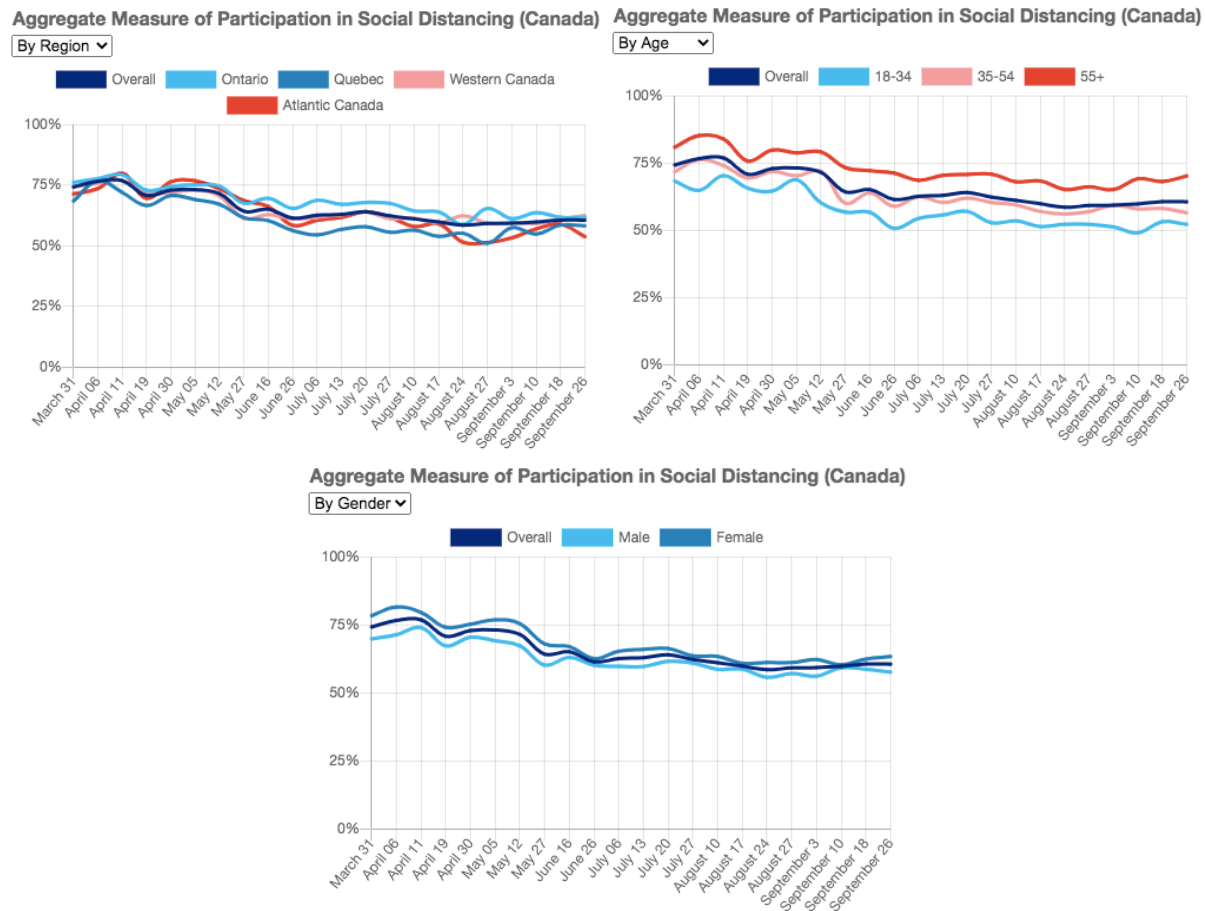 Aggregate Measure of Participation in Social Distancing (Canada)
By Region
Overall Ontario Quebec Western Canada
Atlantic Canada
100%
75%
50%
25%
0%
March 31 April 06 April 11 April 19 April 30 May 05 May 12 May 27 June 16 June 26 July 06 July 13 July 20 July 27 August 10 August 17 August 24 August 27 September 3 September 10 September 18 September 26
Aggregate Measure of Participation in Social Distancing (Canada)
By Age
Overall 18-34 35-54 55+
100%
75%
50%
25%
0%
March 31 April 06 April 11 April 19 April 30 May 05 May 12 May 27 June 16 June 26 July 06 July 13 July 20 July 27 August 10 August 17 August 24 August 27 September 3 September 10 September 18 September 26
Aggregate Measure of Participation in Social Distancing (Canada)
By Gender
Overall Male Female
100%
75%
50%
25%
0%
March 31 April 06 April 11 April 19 April 30 May 05 May 12 May 27 June 16 June 26 July 06 July 13 July 20 July 27 August 10 August 17 August 24 August 27 September 3 September 10 September 18 September 26